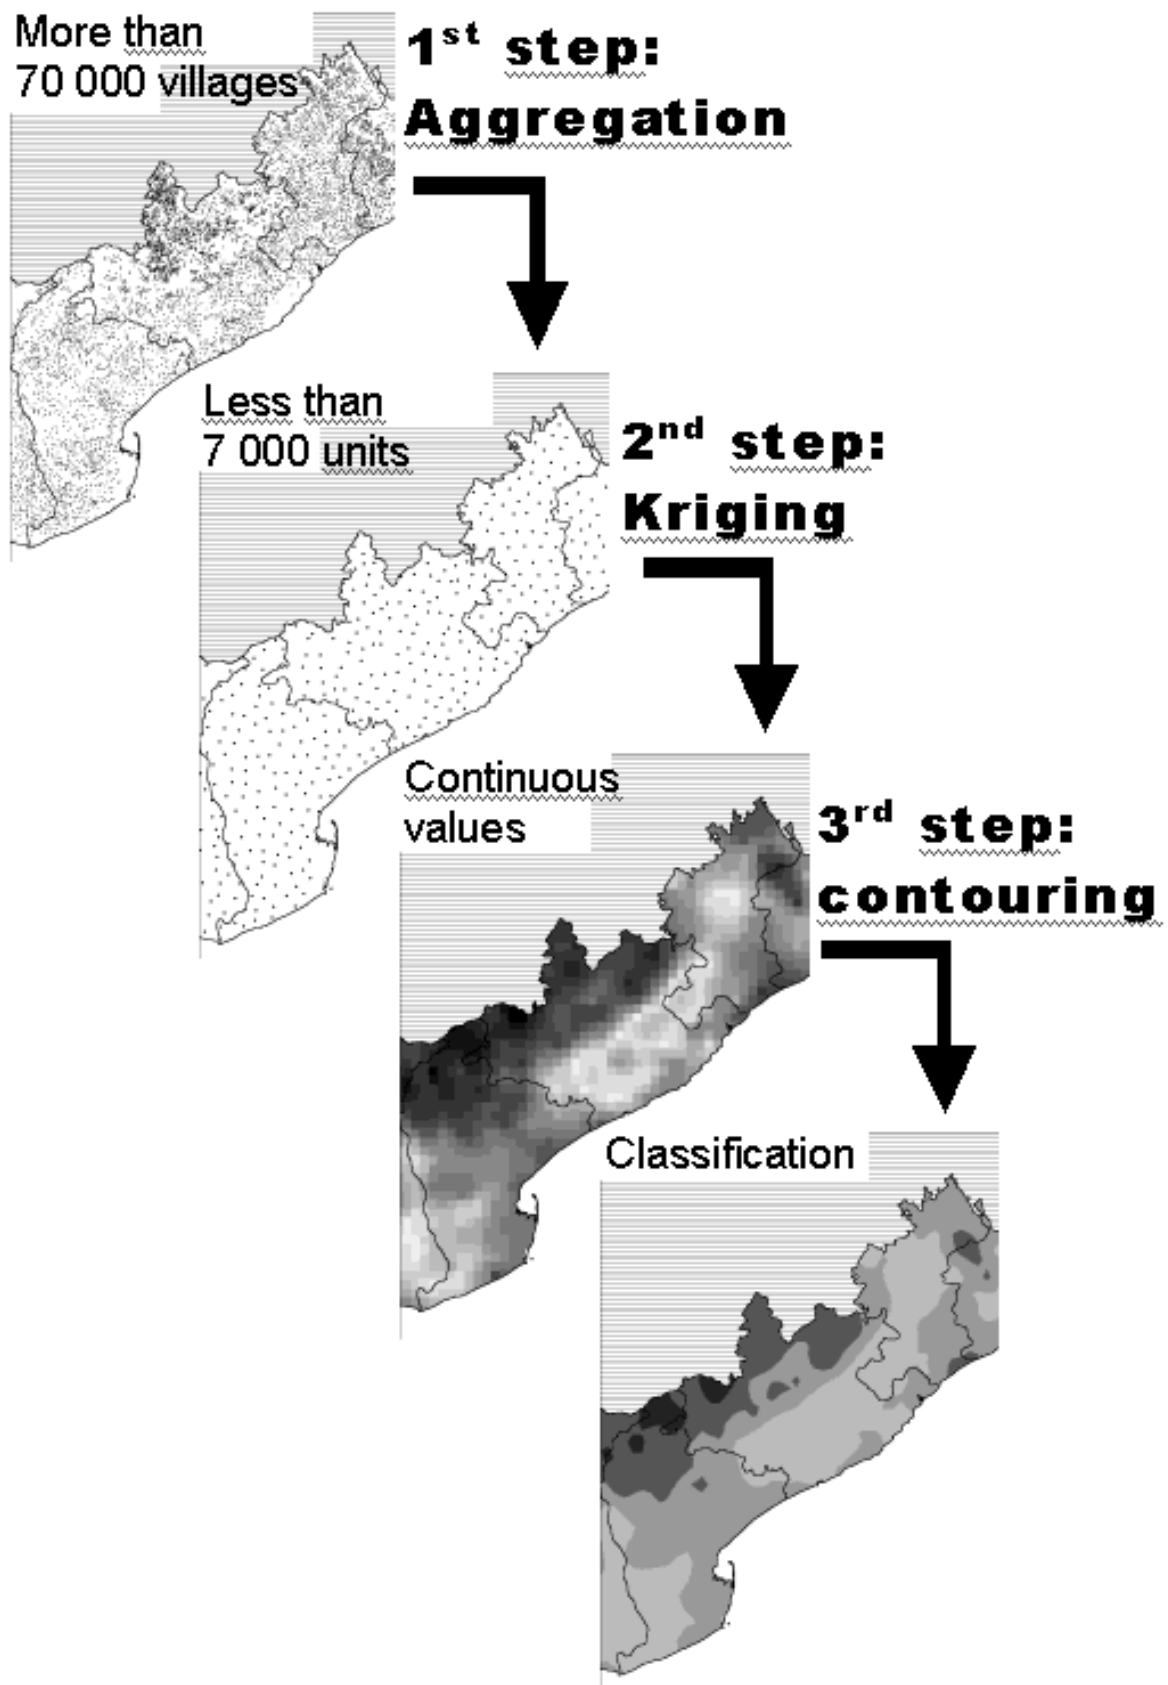 More than
70 000 villages
1st step:
Aggregation
Less than
7 000 units
2nd step:
Kriging
Continuous
values
3rd step:
contouring
Classification